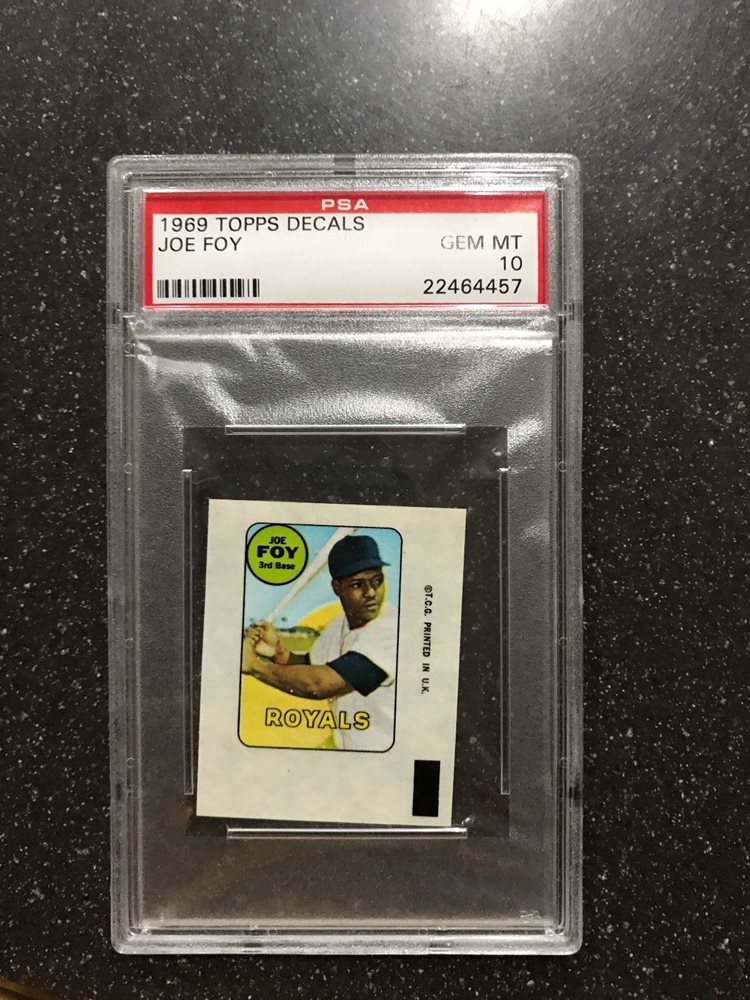 PSA
1969 TOPPS DECALS
JOE FOY GEM MT
10
22464457
JOE
FOY
3rd Base
ROYALS
©T.C.G. PRINTED IN U.K.